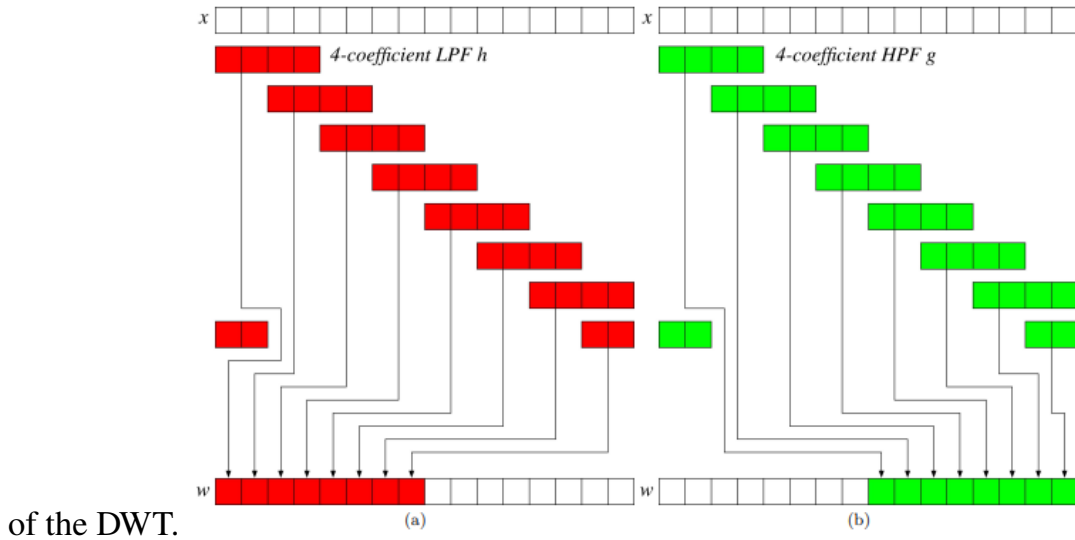 x
4-coefficient LPF h
x
4-coefficient HPF g
w
w
(a)
(b)
of the DWT.